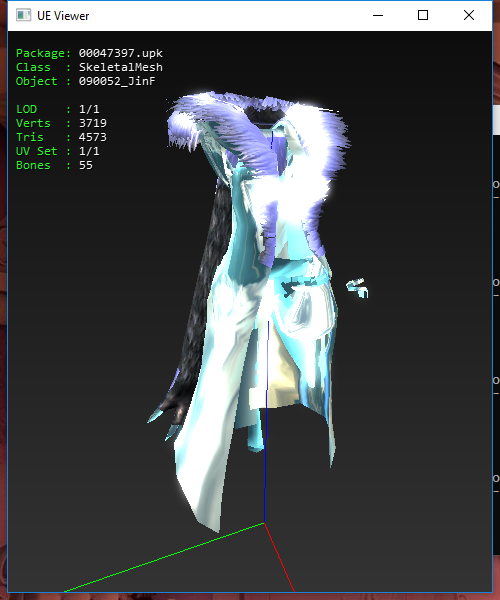 UE Viewer
Package: 00047397.upk
Class  : SkeletalMesh
Object : 090052_JinF
LOD    : 1/1
Verts  : 3719
Tris   : 4573
UV Set : 1/1
Bones  : 55